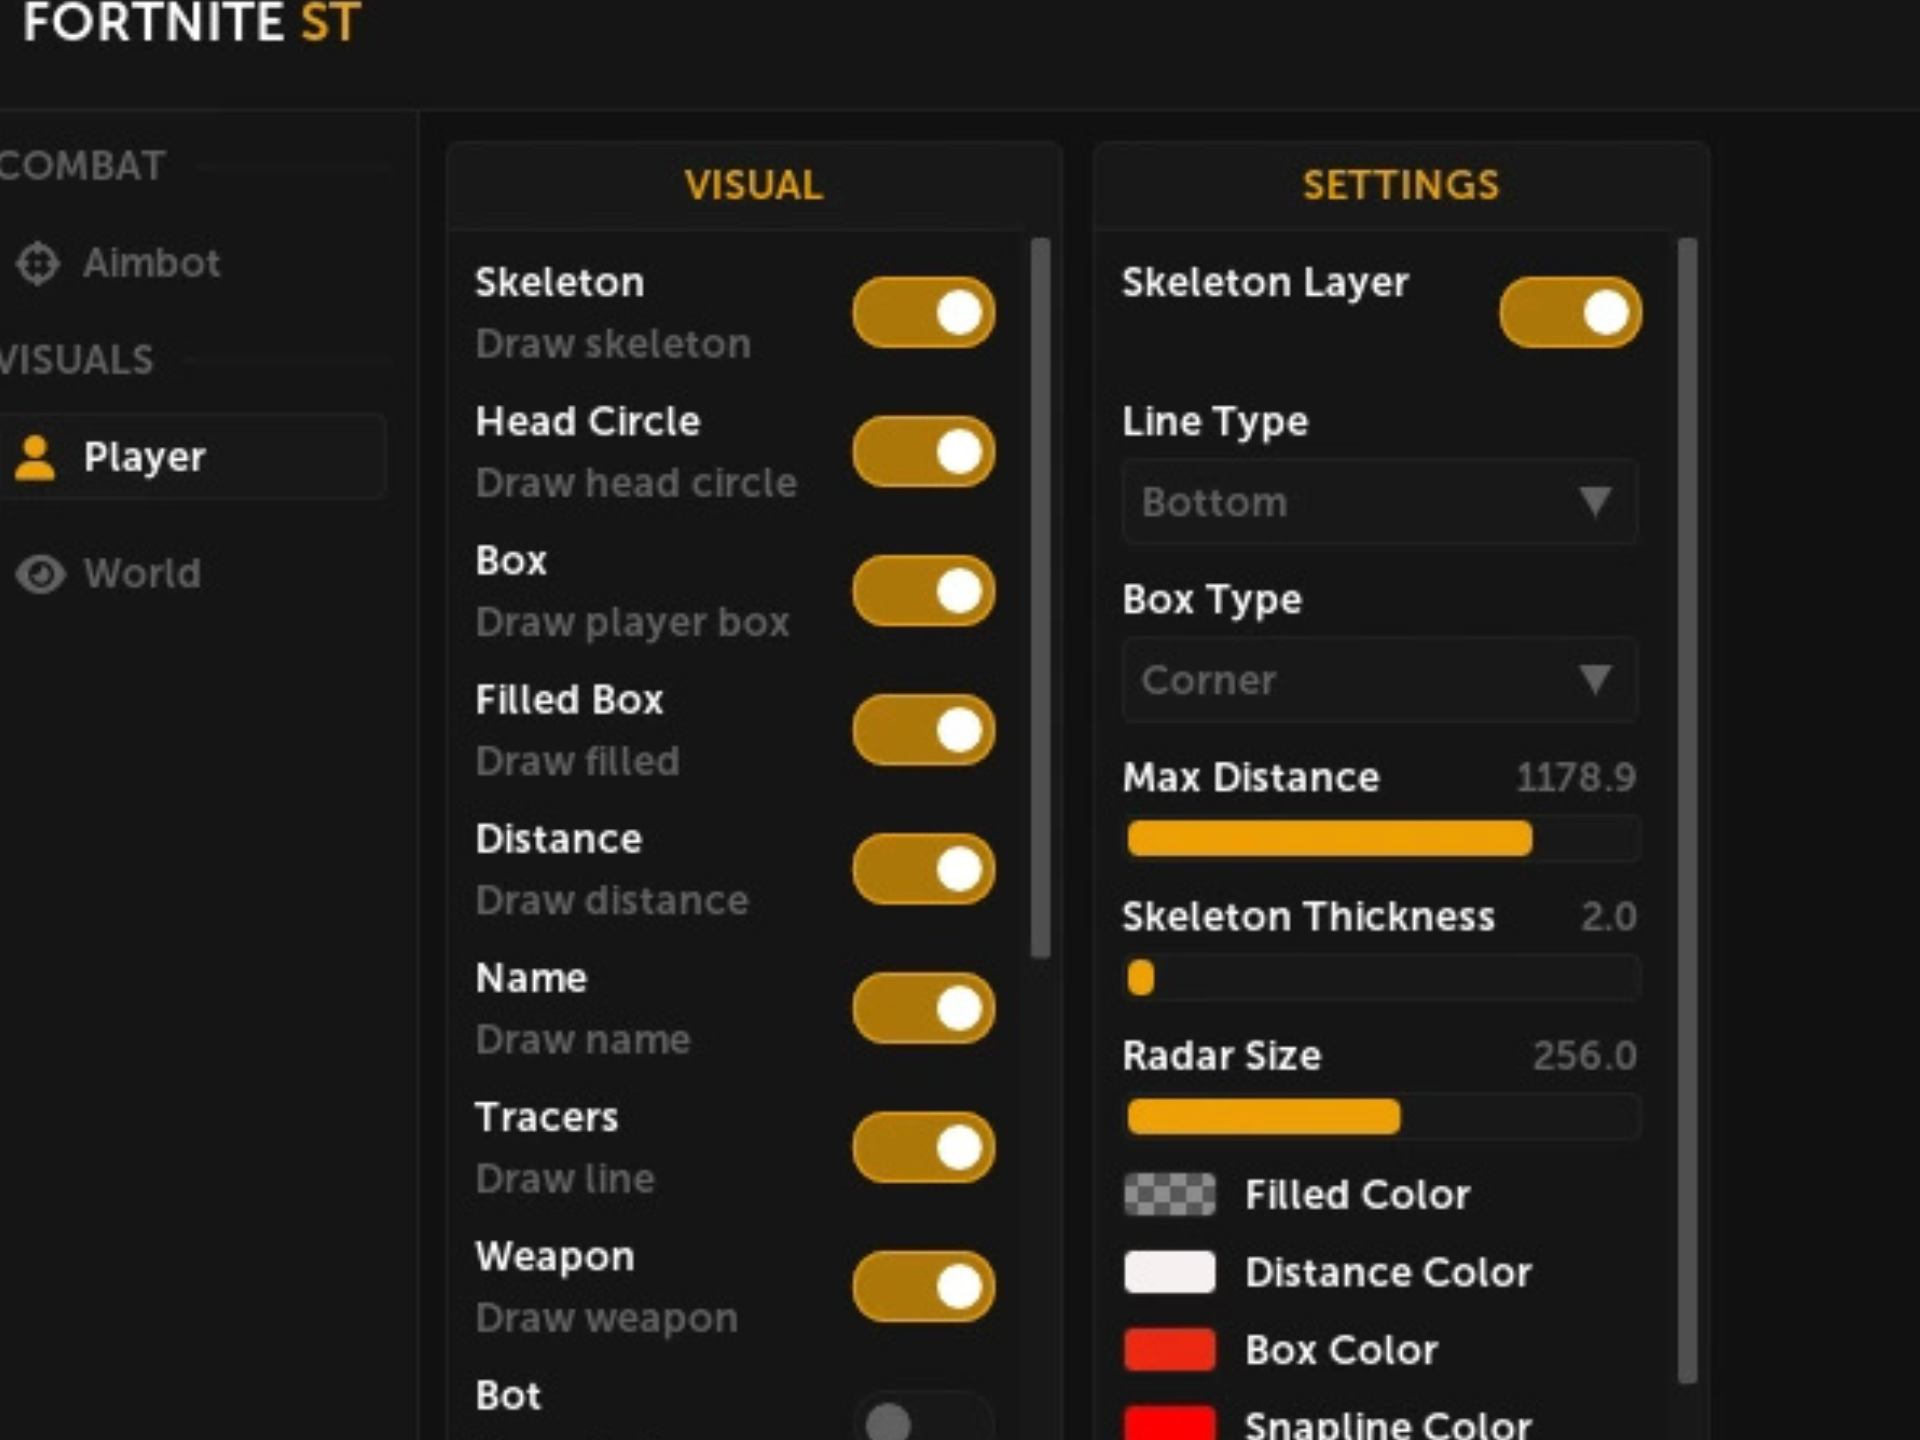 FORTNITE ST
COMBAT
Aimbot
VISUALS
Player
World
VISUAL
Skeleton
Draw skeleton
Head Circle
Draw head circle
Box
Draw player box
Filled Box
Draw filled
Distance
Draw distance
Name
Draw name
Tracers
Draw line
Weapon
Draw weapon
Bot
SETTINGS
Skeleton Layer
Line Type
Bottom
Box Type
Corner
Max Distance 1178.9
Skeleton Thickness 2.0
Radar Size 256.0
Filled Color
Distance Color
Box Color
Snapline Color